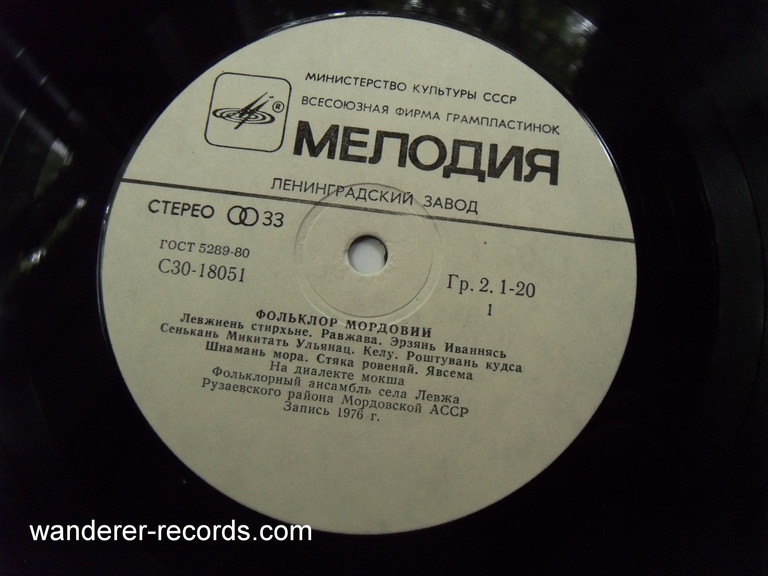 МИНИСТЕРСТВО КУЛЬТУРЫ СССР
ВСЕСОЮЗНАЯ ФИРМА ГРАМПЛАСТИНОК
®
МЕЛОДИЯ
ЛЕНИНГРАДСКИЙ ЗАВОД
СТЕРЕО 33
ГОСТ 5289-80
С30-18051
Гр. 2. 1-20
1
ФОЛЬКЛОР МОРДОВИИ
Левжиень стирхьне. Равжава. Эрзянь Иваннясь
Сенькань Микитать Ульянац. Келу. Роштувань кудса
Шнамань мора. Стяка ровеняй. Явсема
На диалекте мокша
Фольклорный ансамбль села Левжа
Рузаевского района Мордовской АССР
Запись 1976 г.
wanderer-records.com